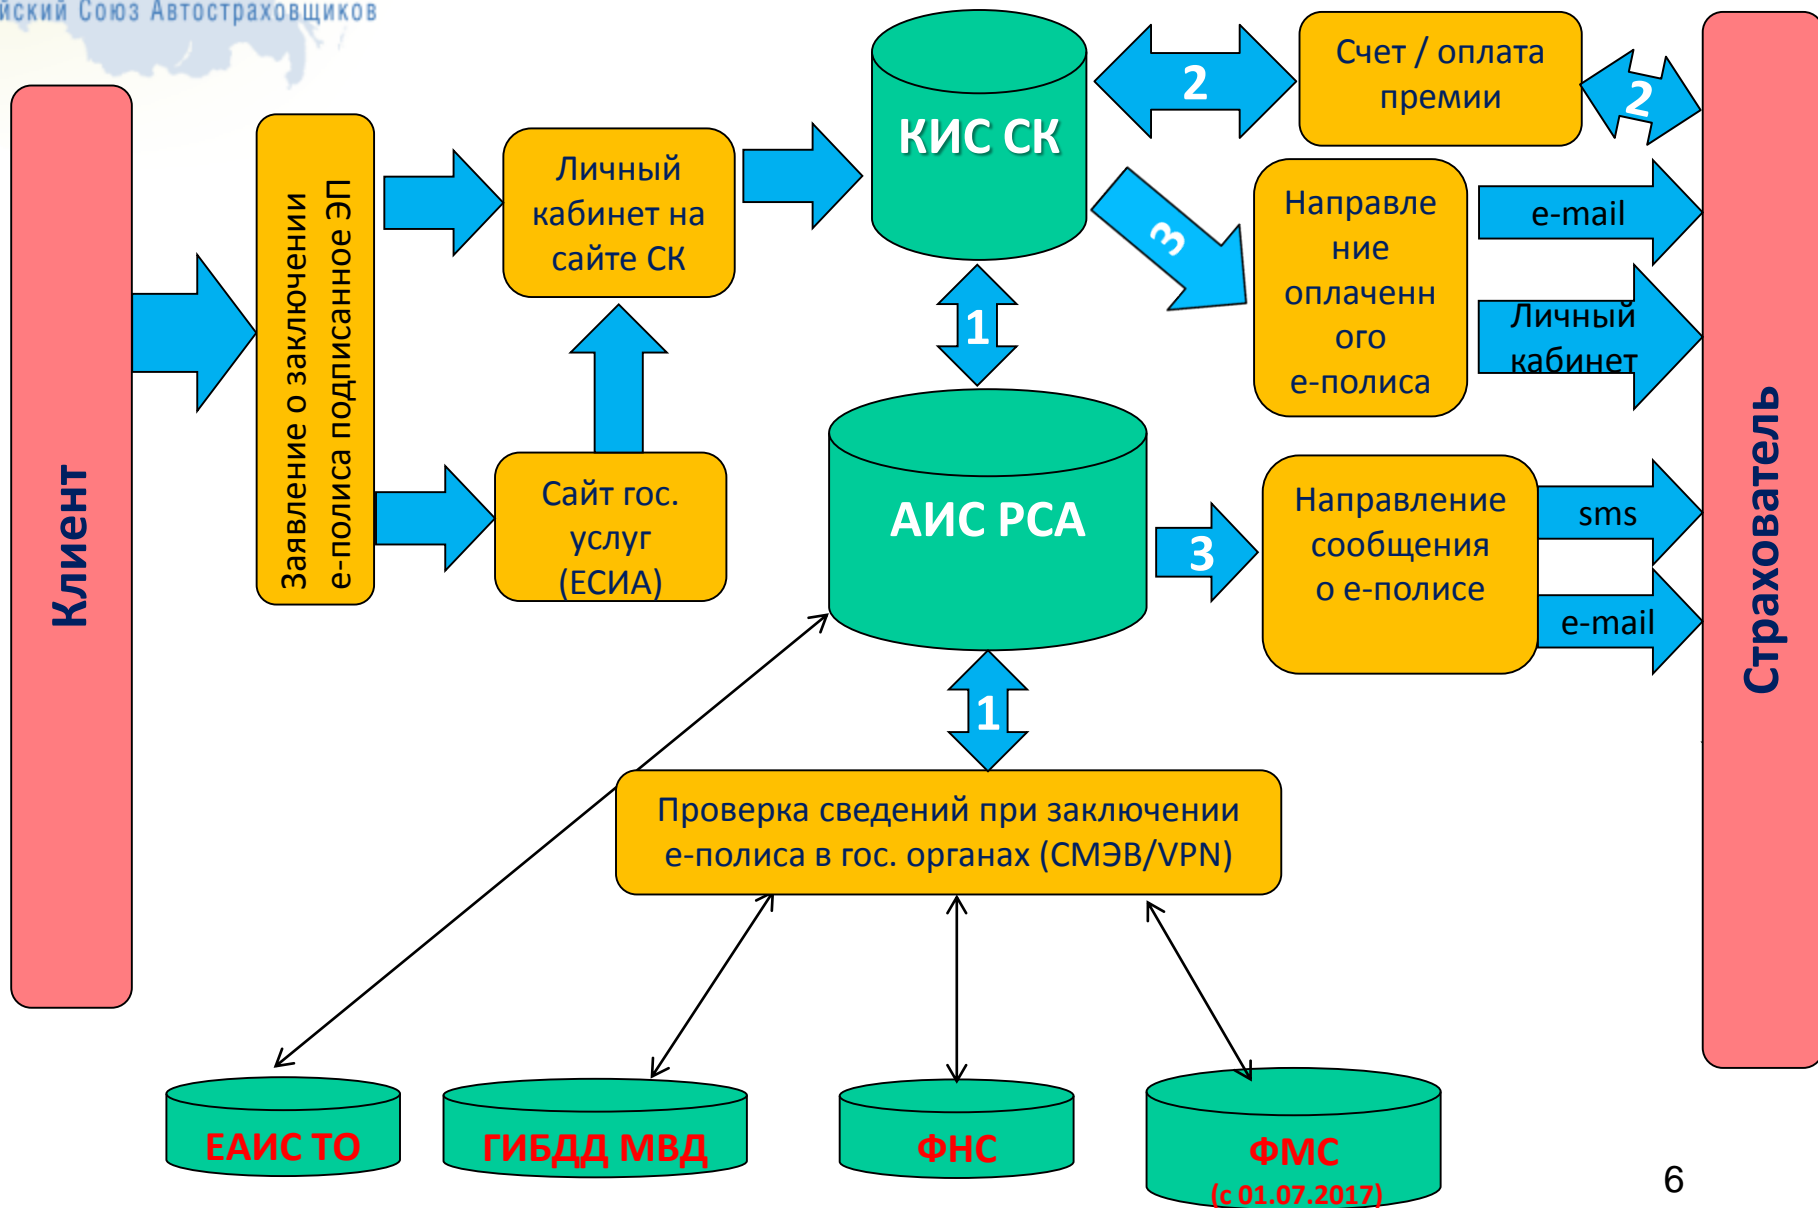 йский Союз Автостраховщиков
Клиент
Заявление о заключении
е-полиса подписанное ЭП
Личный
кабинет на
сайте СК
Сайт гос.
услуг
(ЕСИА)
КИС СК
1
АИС РСА
1
2
Счет / оплата
премии
2
3
Направле
ние
оплаченн
ого
е-полиса
e-mail
Личный
кабинет
3
Направление
сообщения
о е-полисе
sms
e-mail
Страхователь
Проверка сведений при заключении
е-полиса в гос. органах (СМЭВ/VPN)
ЕАИС ТО
ГИБДД МВД
ФНС
ФМС
(с 01.07.2017)
6